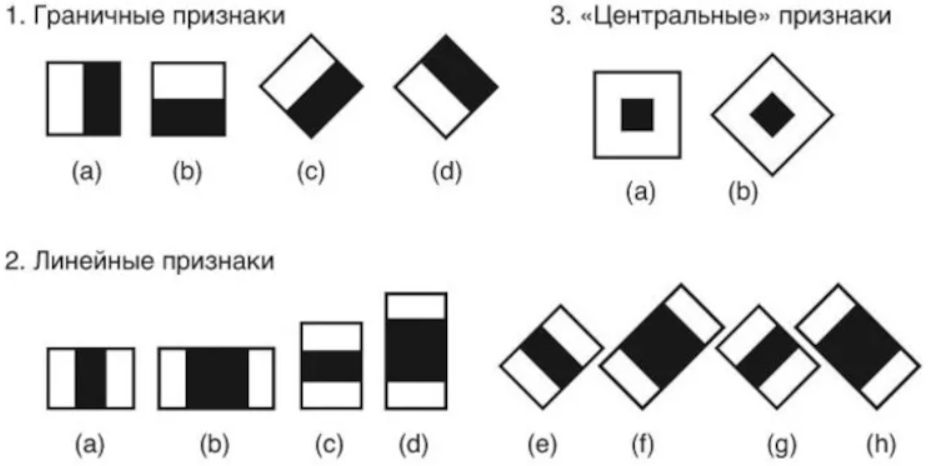 1. Граничные признаки
(a) (b) (c) (d)
3. «Центральные» признаки
(a) (b)
2. Линейные признаки
(a) (b) (c) (d) (e) (f) (g) (h)